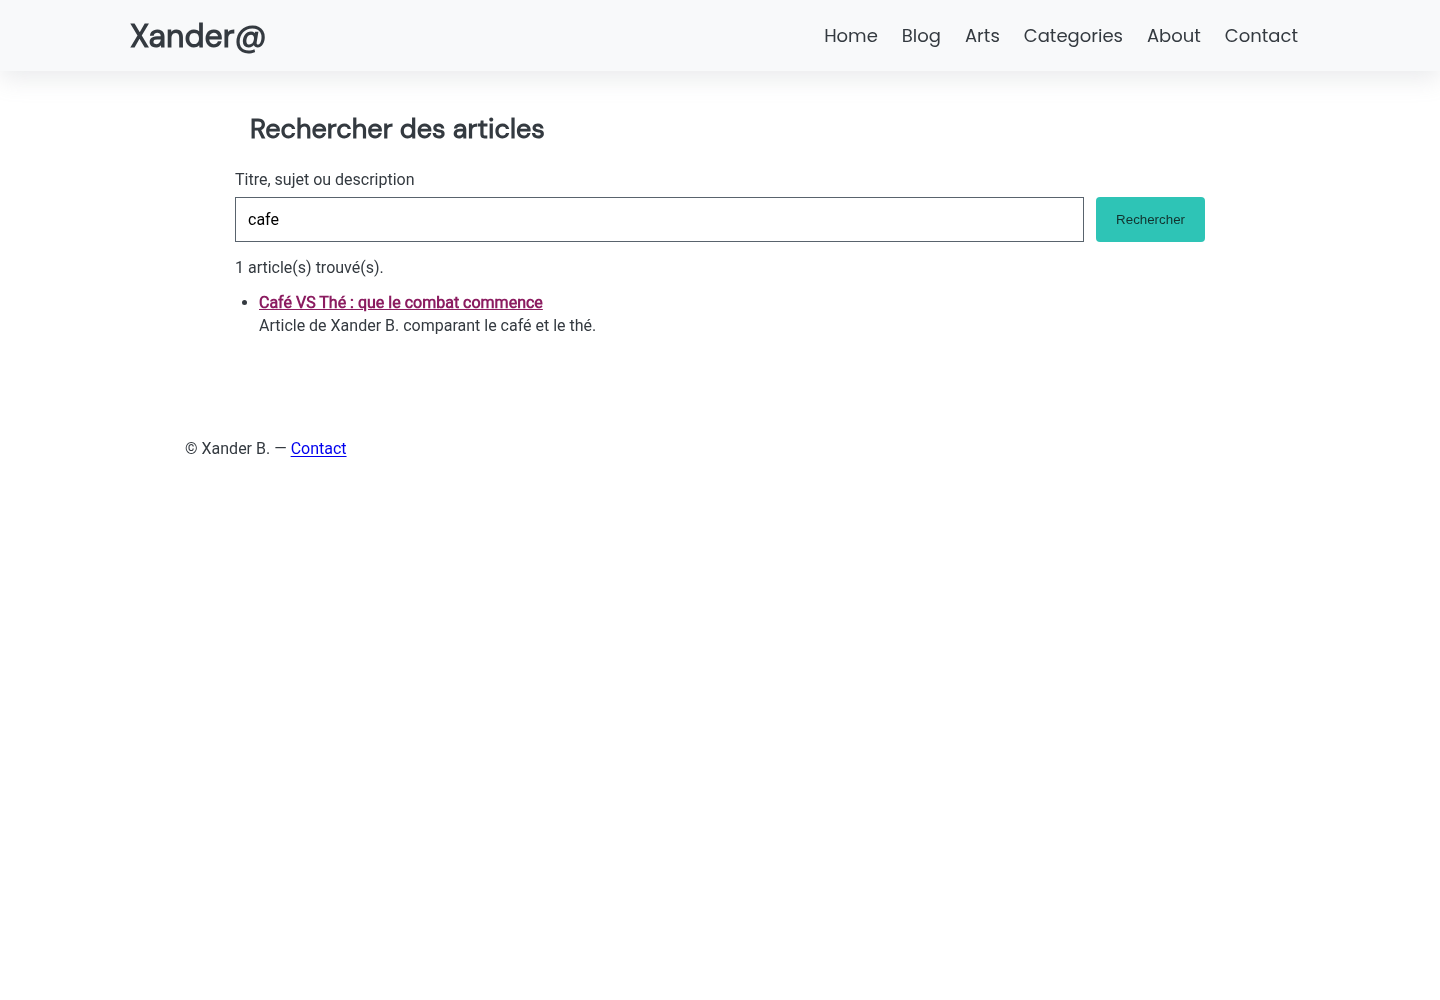 Xander@
Home Blog Arts Categories About Contact
Rechercher des articles
Titre, sujet ou description
cafe
Rechercher
1 article(s) trouvé(s).
Café VS Thé : que le combat commence
Article de Xander B. comparant le café et le thé.
© Xander B. — Contact